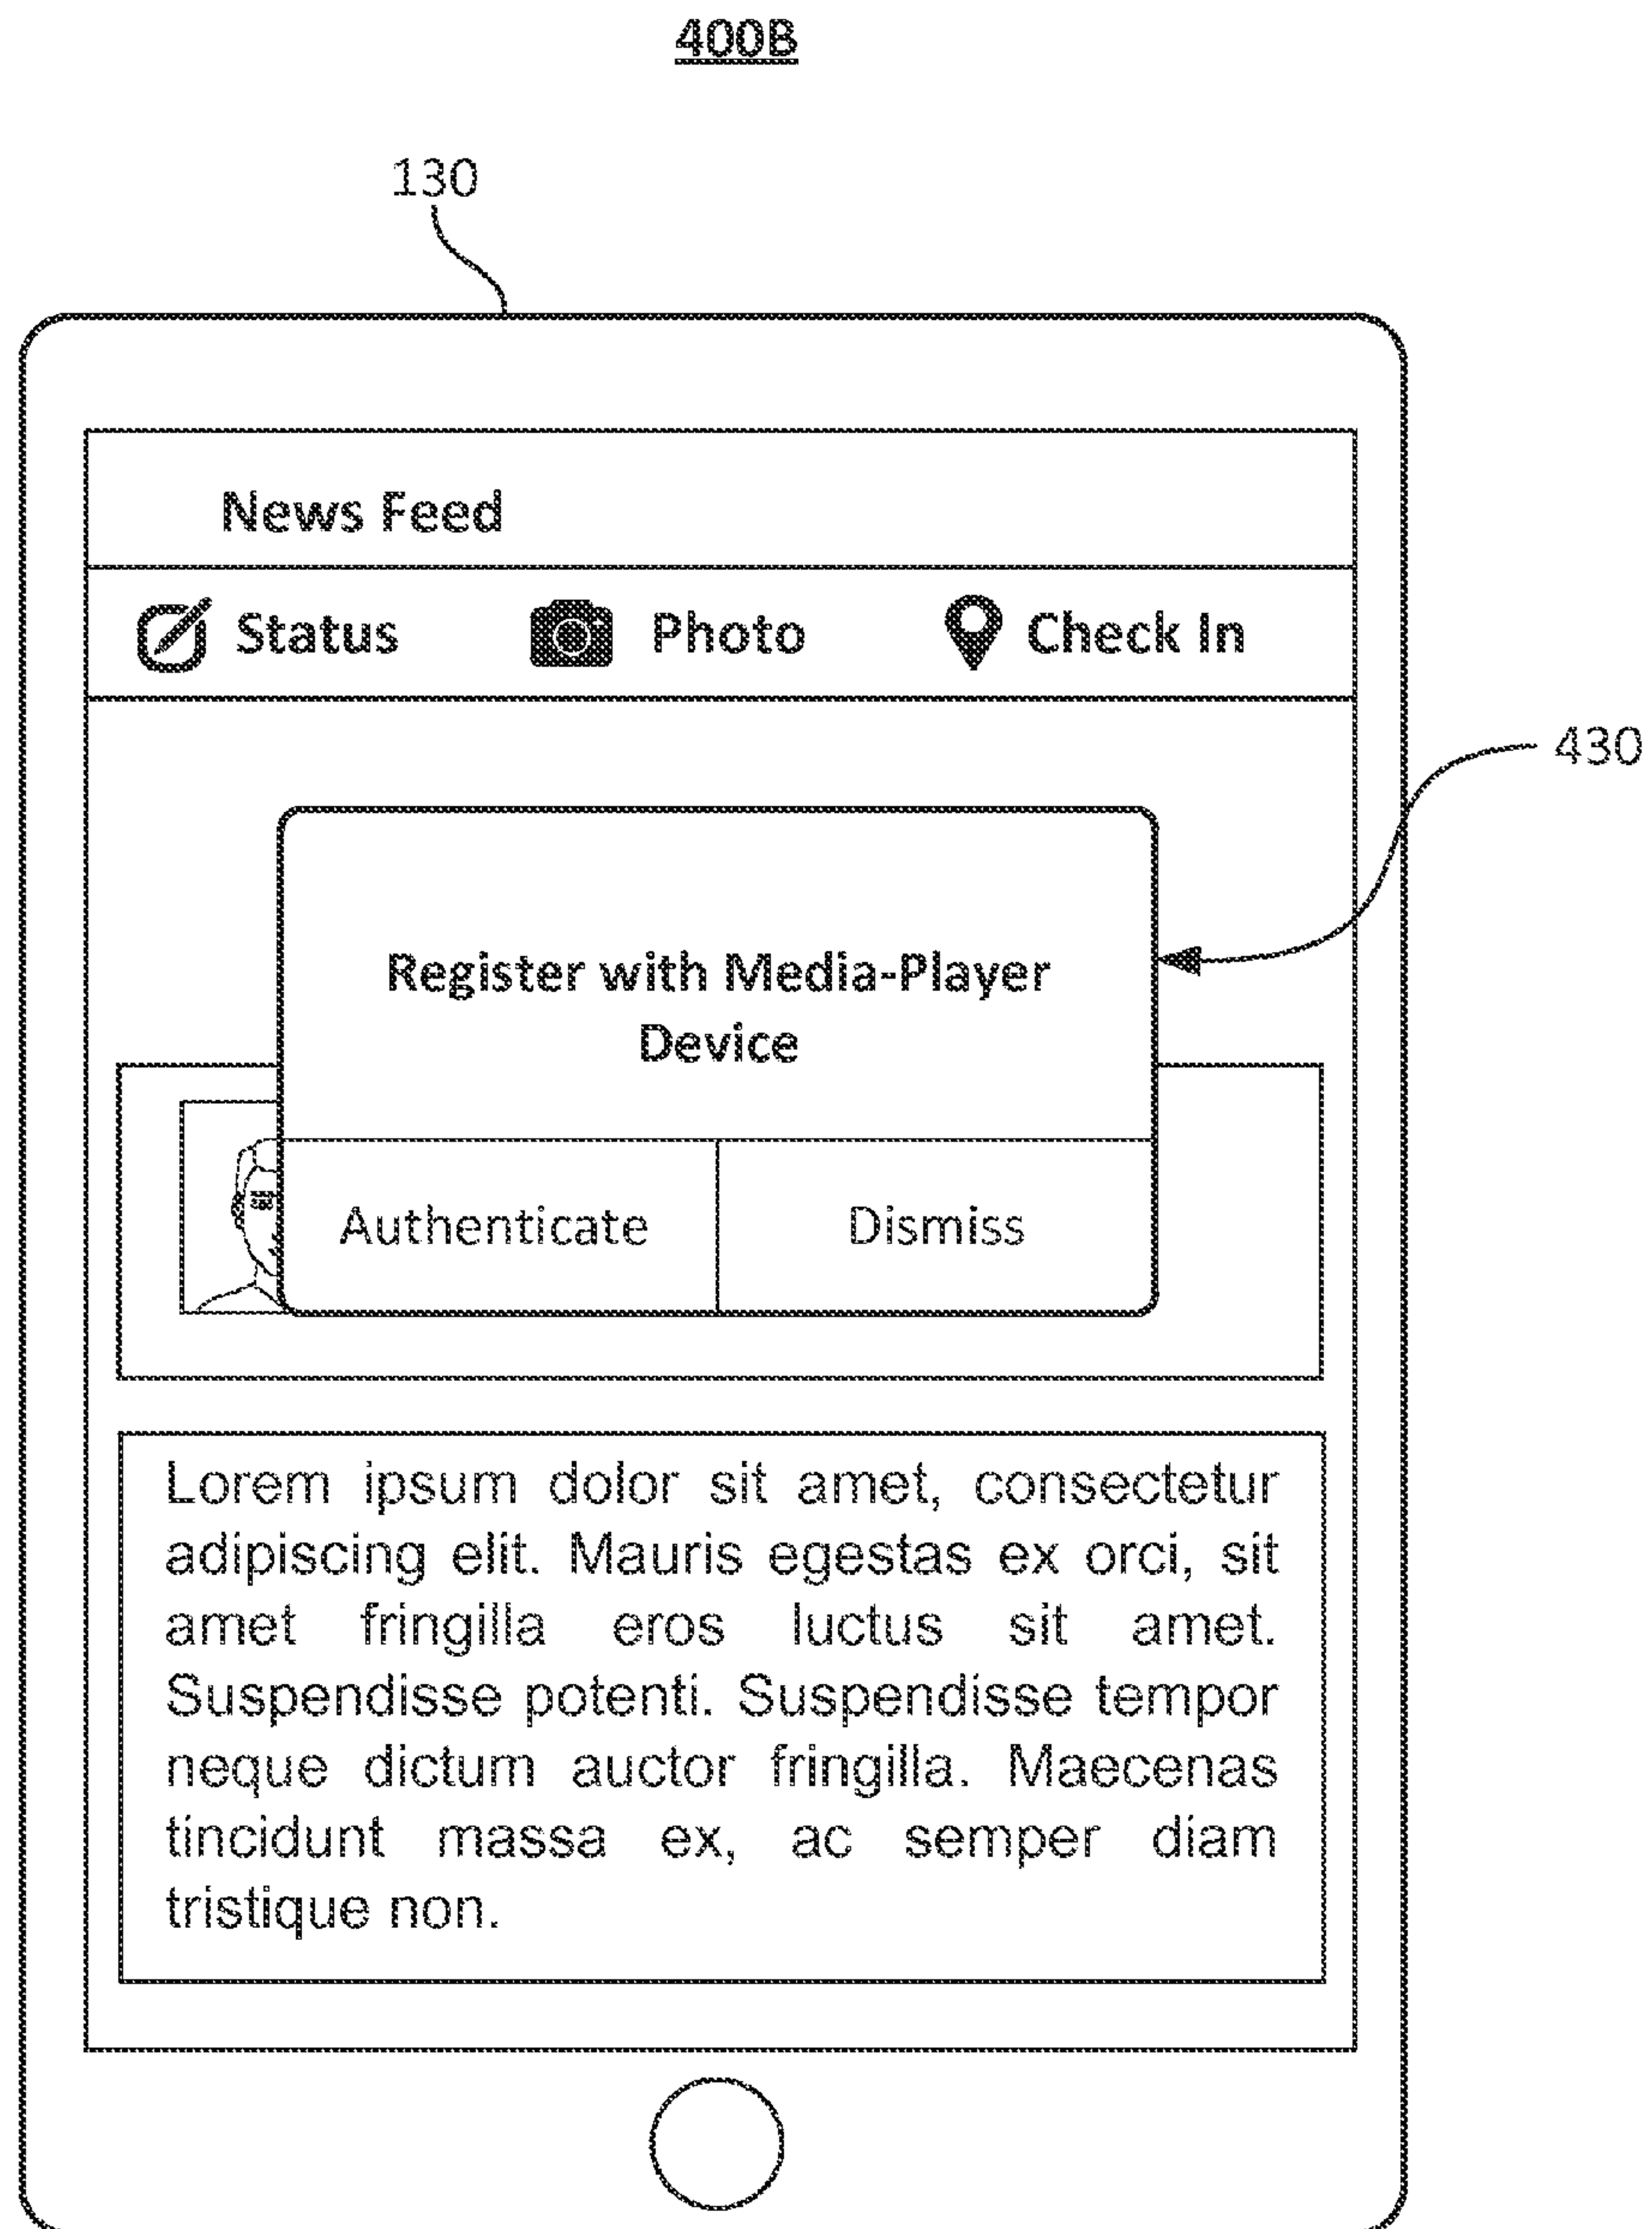 400B
130
News Feed
Status Photo Check In
430
Register with Media-Player
Device
Authenticate Dismiss
Lorem ipsum dolor sit amet, consectetur
adipiscing elit. Mauris egestas ex orci, sit
amet fringilla eros luctus sit amet.
Suspendisse potenti. Suspendisse tempor
neque dictum auctor fringilla. Maecenas
tincidunt massa ex, ac semper diam
tristique non.